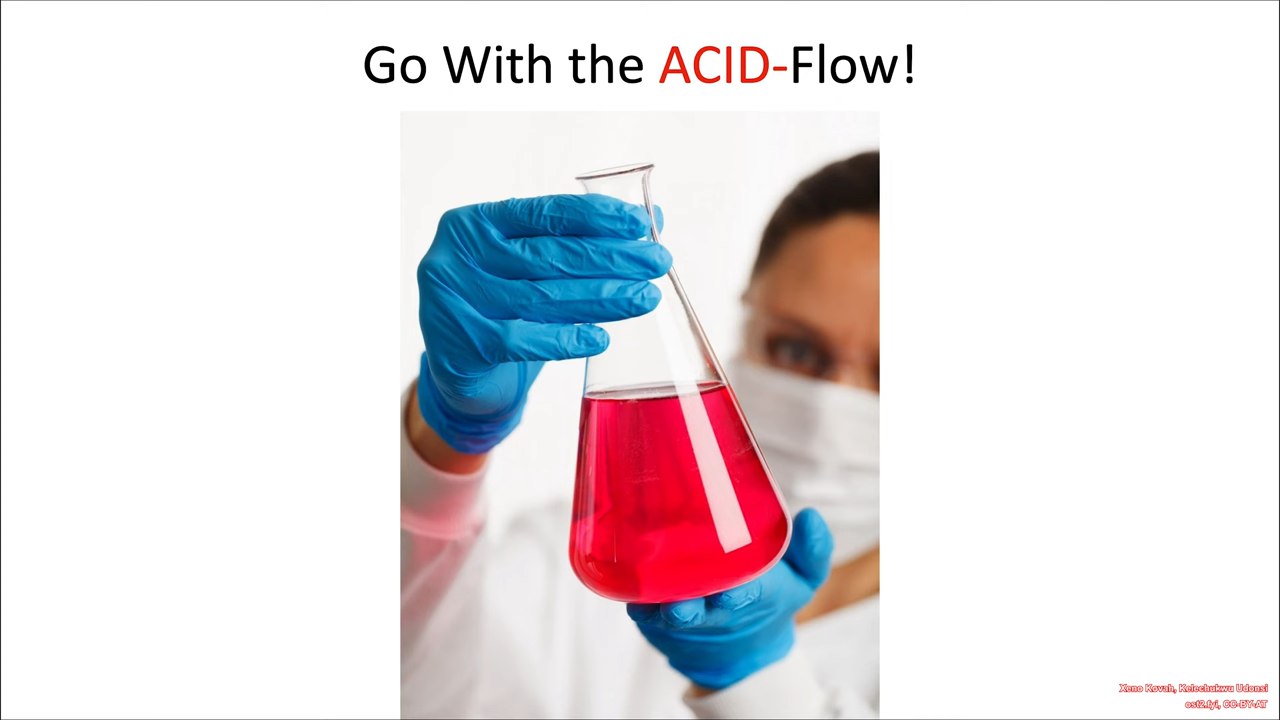 Go With the ACID-Flow!
Xeno Kovah, Kelechukwu Udonsi
ost2.fyi, CC-BY-AT